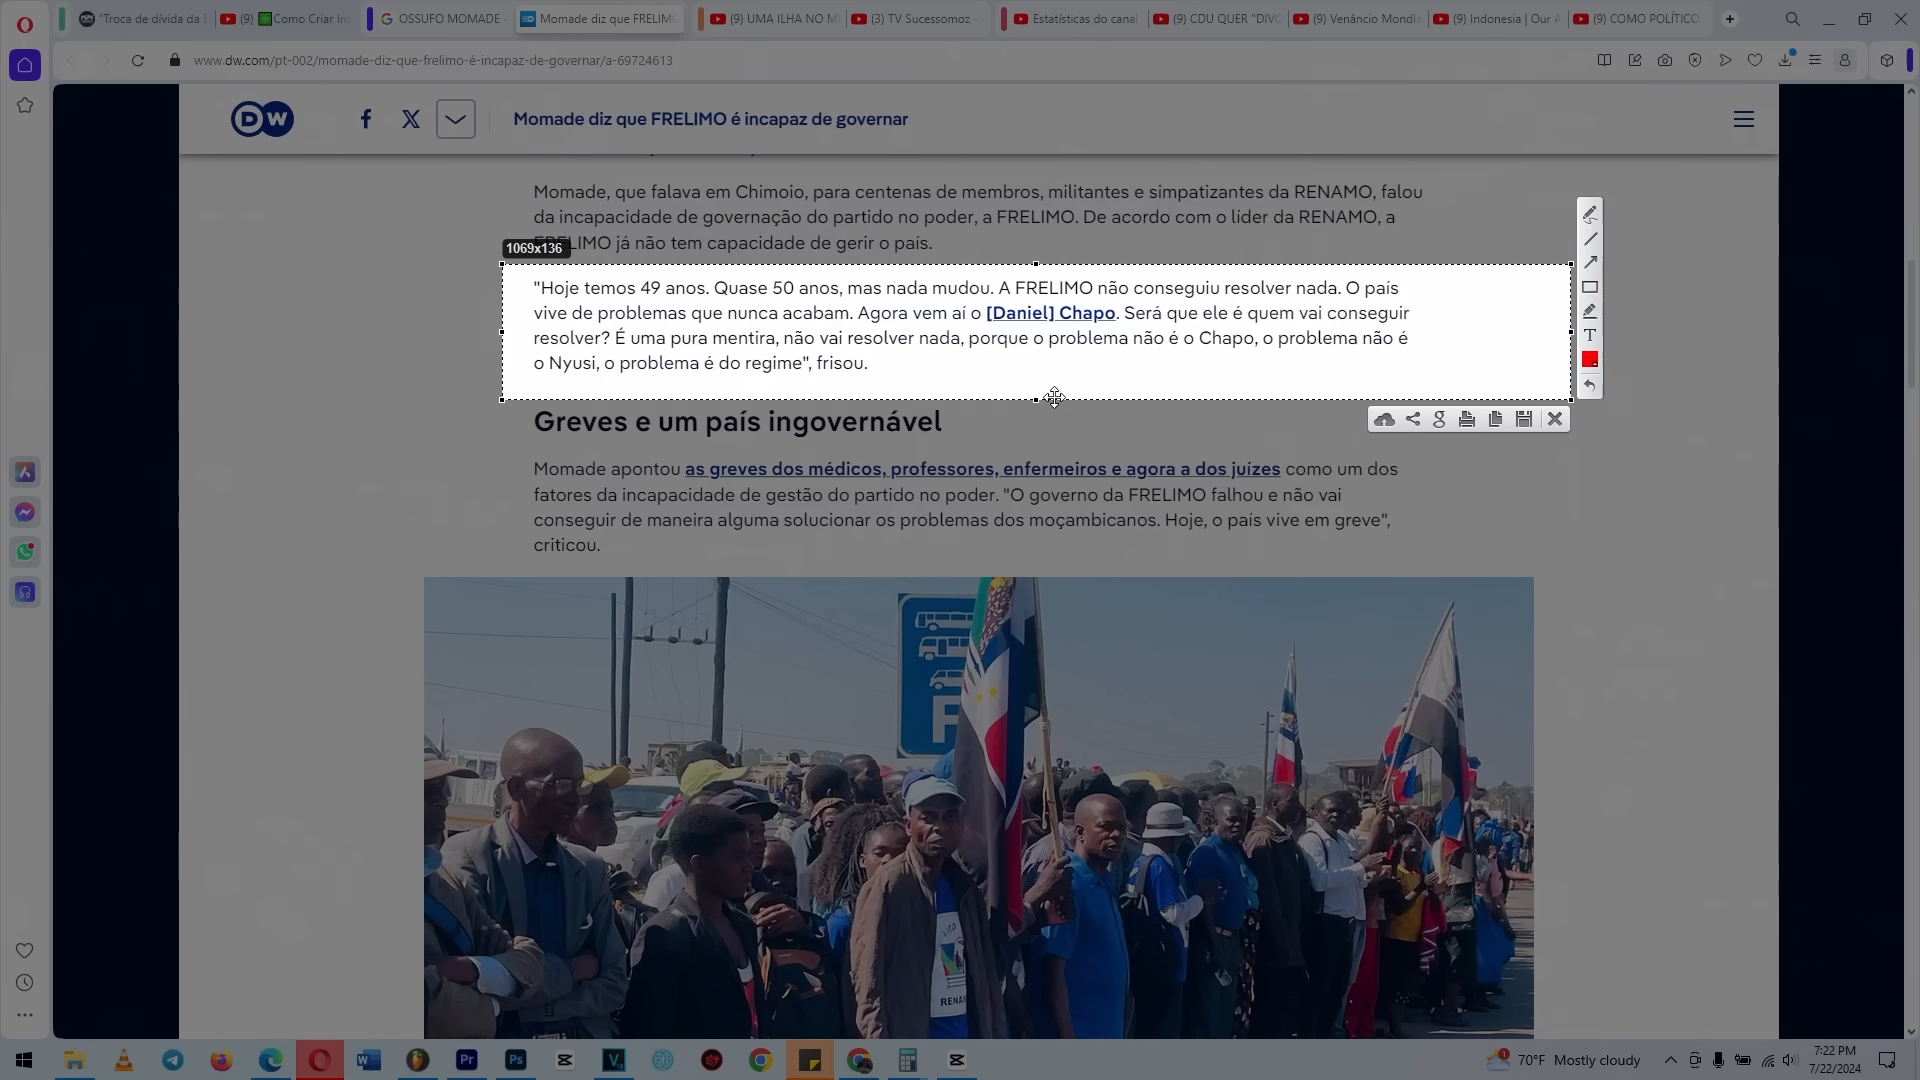 "Troca de dívida da
(9) Como Criar Im
OSSUFO MOMADE -
Momade diz que FRELIMO
(9) UMA ILHA NO M
(3) TV Sucessomoz -
Estatísticas do canal
(9) CDU QUER "DIV
(9) Venâncio Mondla
(9) Indonesia | Our
(9) COMO POLÍTICO
www.dw.com/pt-002/momade-diz-que-frelimo-é-incapaz-de-governar/a-69724613
DW
Momade diz que FRELIMO é incapaz de governar
Momade, que falava em Chimoio, para centenas de membros, militantes e simpatizantes da RENAMO, falou
da incapacidade de governação do partido no poder, a FRELIMO. De acordo com o líder da RENAMO, a
FRELIMO já não tem capacidade de gerir o país.
1069x136
"Hoje temos 49 anos. Quase 50 anos, mas nada mudou. A FRELIMO não conseguiu resolver nada. O país
vive de problemas que nunca acabam. Agora vem aí o [Daniel] Chapo. Será que ele é quem vai conseguir
resolver? É uma pura mentira, não vai resolver nada, porque o problema não é o Chapo, o problema não é
o Nyusi, o problema é do regime", frisou.
Greves e um país ingovernável
Momade apontou as greves dos médicos, professores, enfermeiros e agora a dos juízes como um dos
fatores da incapacidade de gestão do partido no poder. "O governo da FRELIMO falhou e não vai
conseguir de maneira alguma solucionar os problemas dos moçambicanos. Hoje, o país vive em greve",
criticou.
RENAM
70°F Mostly cloudy
7:22 PM
7/22/2024